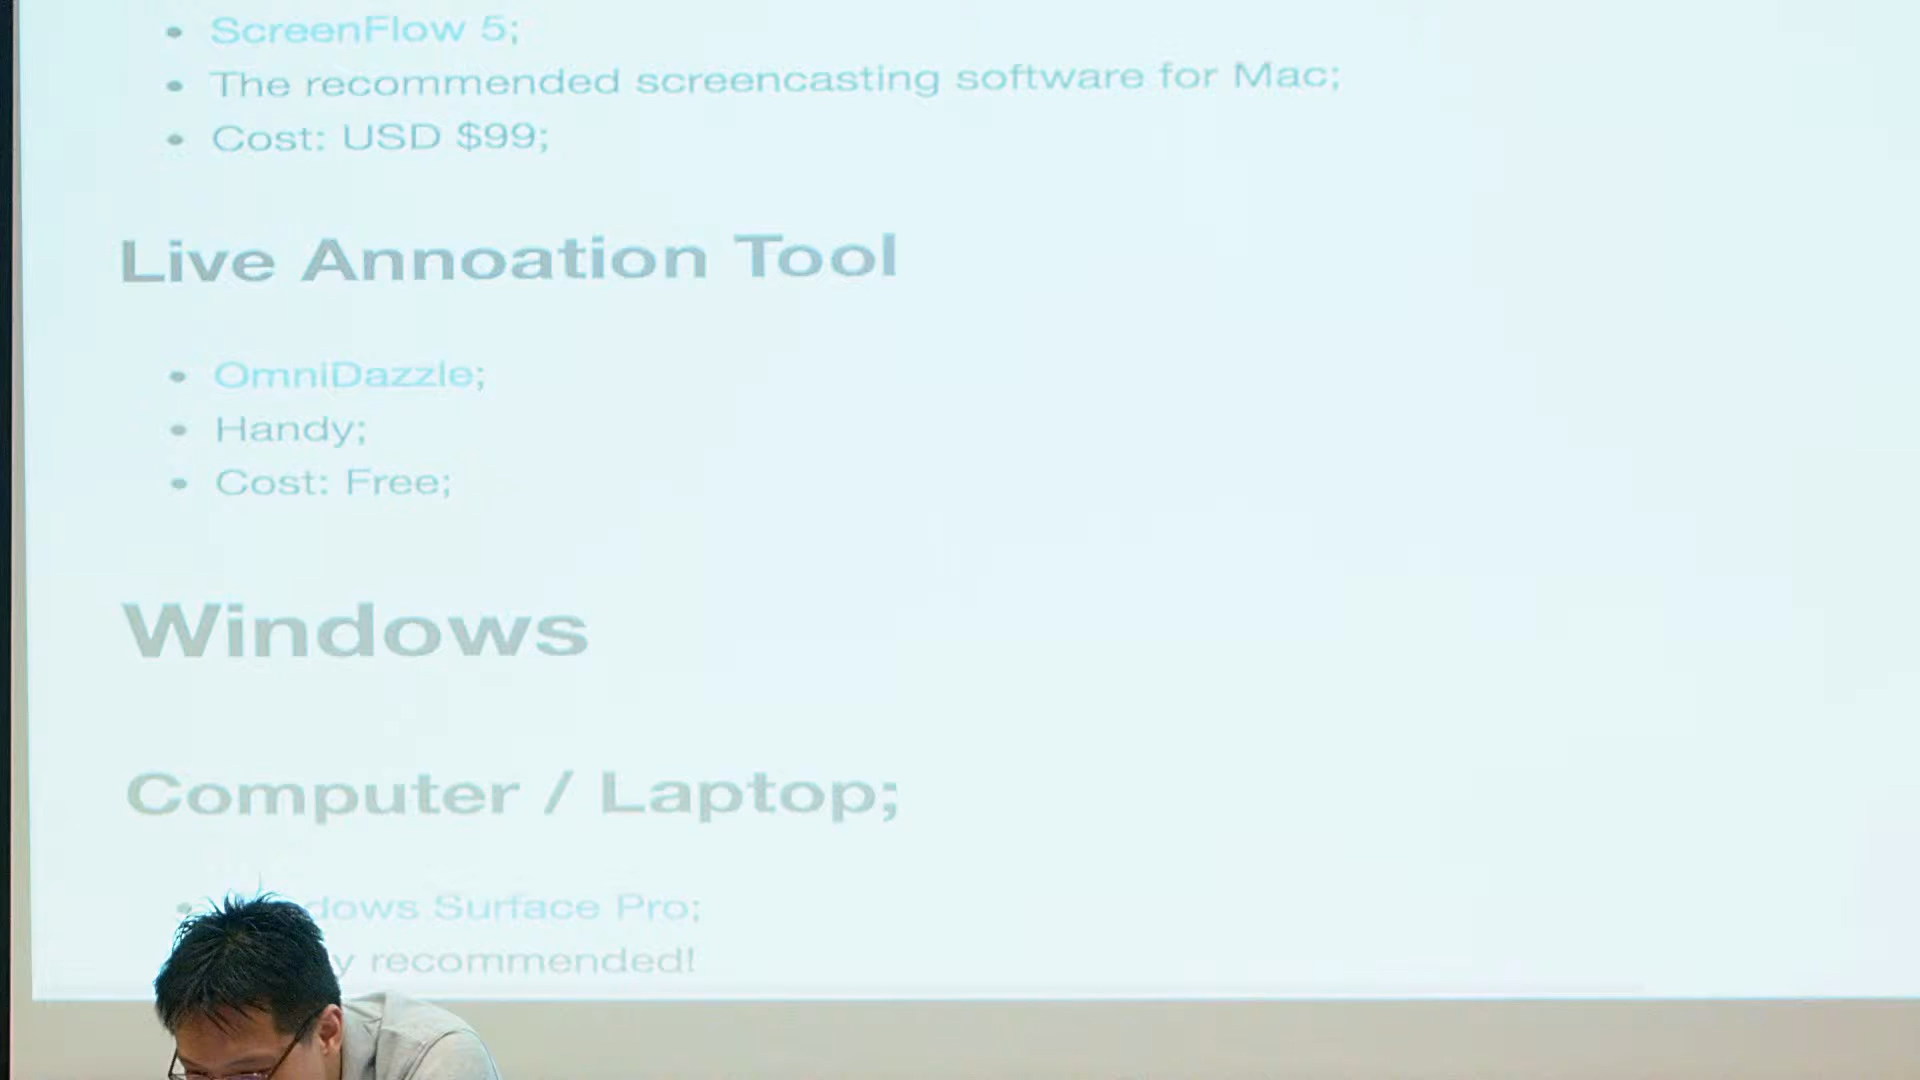 ScreenFlow 5;
The recommended screencasting software for Mac;
Cost: USD $99;
Live Annoation Tool
OmniDazzle;
Handy;
Cost: Free;
Windows
Computer / Laptop;
Surface Pro;
recommended!